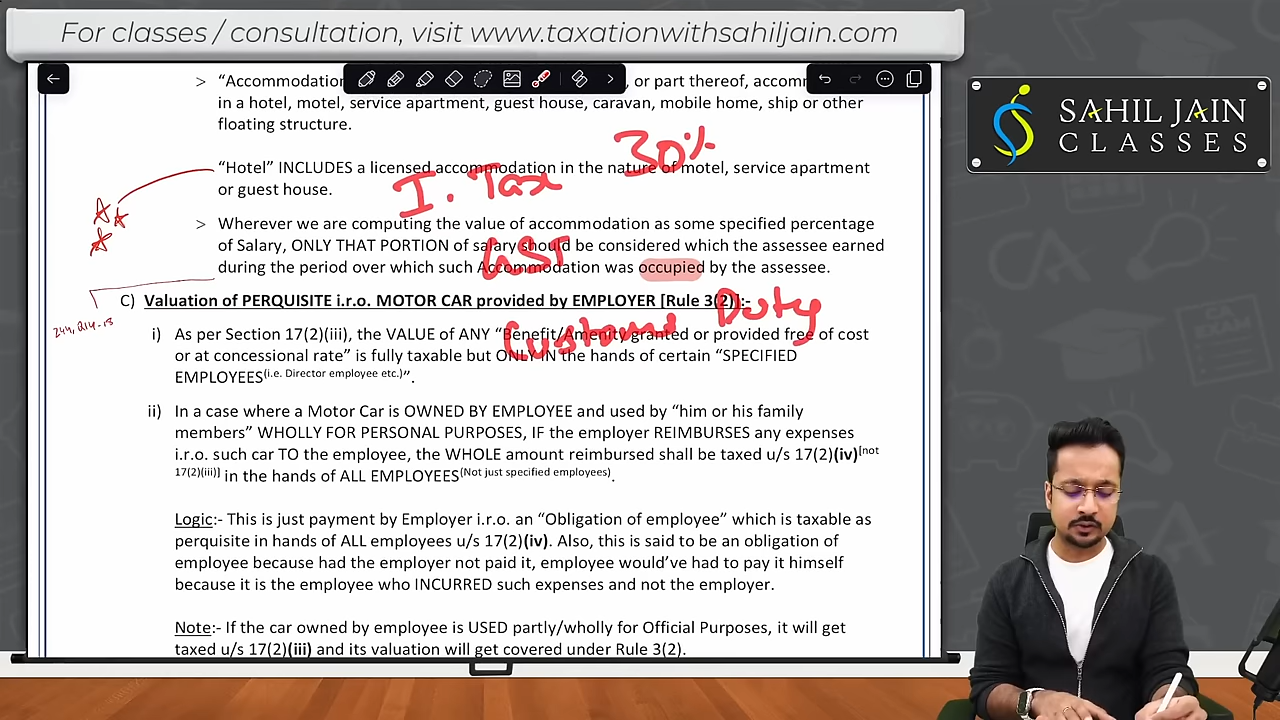 For classes / consultation, visit www.taxationwithsahiljain.com
SAHIL JAIN
CLASSES
> "Accommodation , or part thereof, accomm
in a hotel, motel, service apartment, guest house, caravan, mobile home, ship or other
floating structure.
30%
"Hotel" INCLUDES a licensed accommodation in the nature of motel, service apartment
or guest house.
I. Tax
> Wherever we are computing the value of accommodation as some specified percentage
of Salary, ONLY THAT PORTION of salary should be considered which the assessee earned
during the period over which such Accommodation was occupied by the assessee.
GST
C) Valuation of PERQUISITE i.r.o. MOTOR CAR provided by EMPLOYER [Rule 3(2)]:-
Customs Duty
i) As per Section 17(2)(iii), the VALUE of ANY "Benefit/Amenity granted or provided free of cost
or at concessional rate" is fully taxable but ONLY IN the hands of certain "SPECIFIED
EMPLOYEES(i.e. Director employee etc.)".
ii) In a case where a Motor Car is OWNED BY EMPLOYEE and used by "him or his family
members" WHOLLY FOR PERSONAL PURPOSES, IF the employer REIMBURSES any expenses
i.r.o. such car TO the employee, the WHOLE amount reimbursed shall be taxed u/s 17(2)(iv)[not
17(2)(iii)] in the hands of ALL EMPLOYEES(Not just specified employees).
Logic:- This is just payment by Employer i.r.o. an "Obligation of employee" which is taxable as
perquisite in hands of ALL employees u/s 17(2)(iv). Also, this is said to be an obligation of
employee because had the employer not paid it, employee would've had to pay it himself
because it is the employee who INCURRED such expenses and not the employer.
Note:- If the car owned by employee is USED partly/wholly for Official Purposes, it will get
taxed u/s 17(2)(iii) and its valuation will get covered under Rule 3(2).